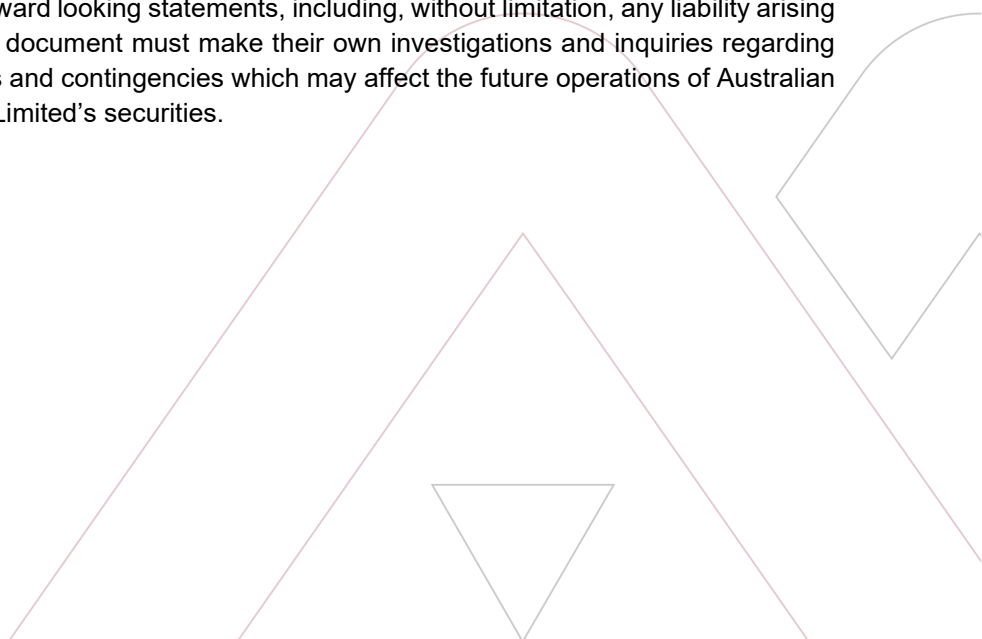 ward looking statements, including, without limitation, any liability arising
document must make their own investigations and inquiries regarding
and contingencies which may affect the future operations of Australian
Limited’s securities.